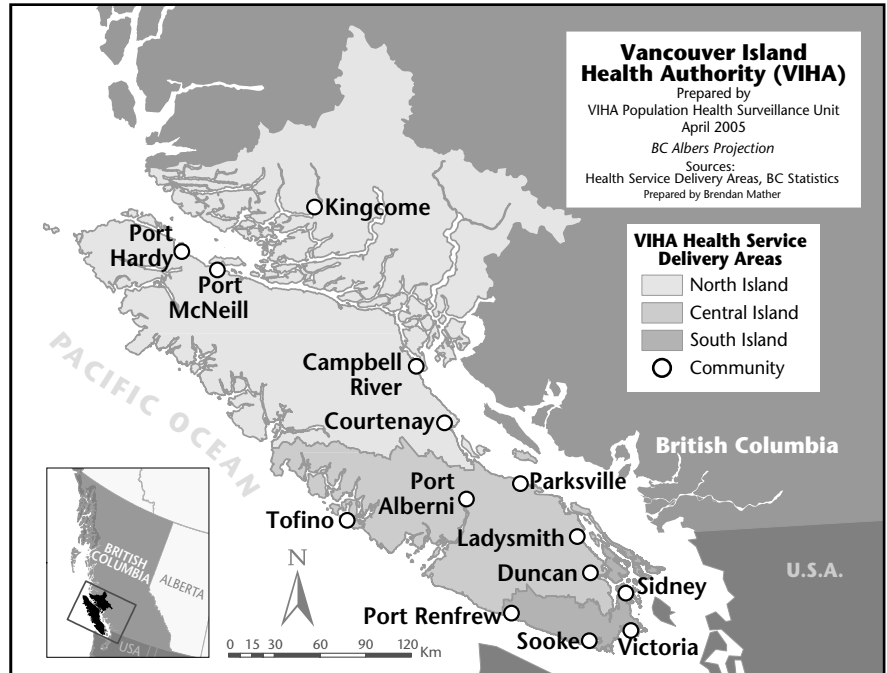 Vancouver Island
Health Authority (VIHA)
Prepared by
VIHA Population Health Surveillance Unit
April 2005
BC Albers Projection
Sources:
Health Service Delivery Areas, BC Statistics
Prepared by Brendan Mather
Kingcome
Port
Hardy
Port
McNeill
VIHA Health Service
Delivery Areas
North Island
Central Island
South Island
Community
PACIFIC OCEAN
Campbell
River
Courtenay
British Columbia
Port
Alberni
Parksville
Tofino
Ladysmith
Duncan
Sidney
U.S.A.
Port Renfrew
Sooke
Victoria
N
0 15 30 60 90 120
Km
BRITISH
COLUMBIA
ALBERTA
USA